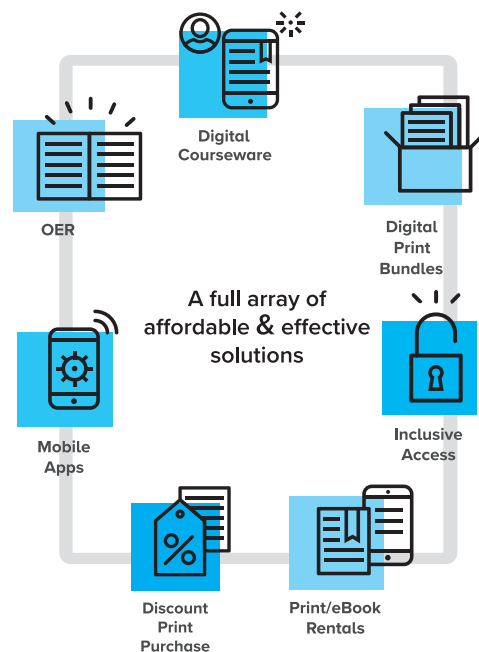 Digital
Courseware
OER
Digital
Print
Bundles
A full array of
affordable & effective
solutions
Mobile
Apps
Inclusive
Access
Discount
Print
Purchase
Print/eBook
Rentals